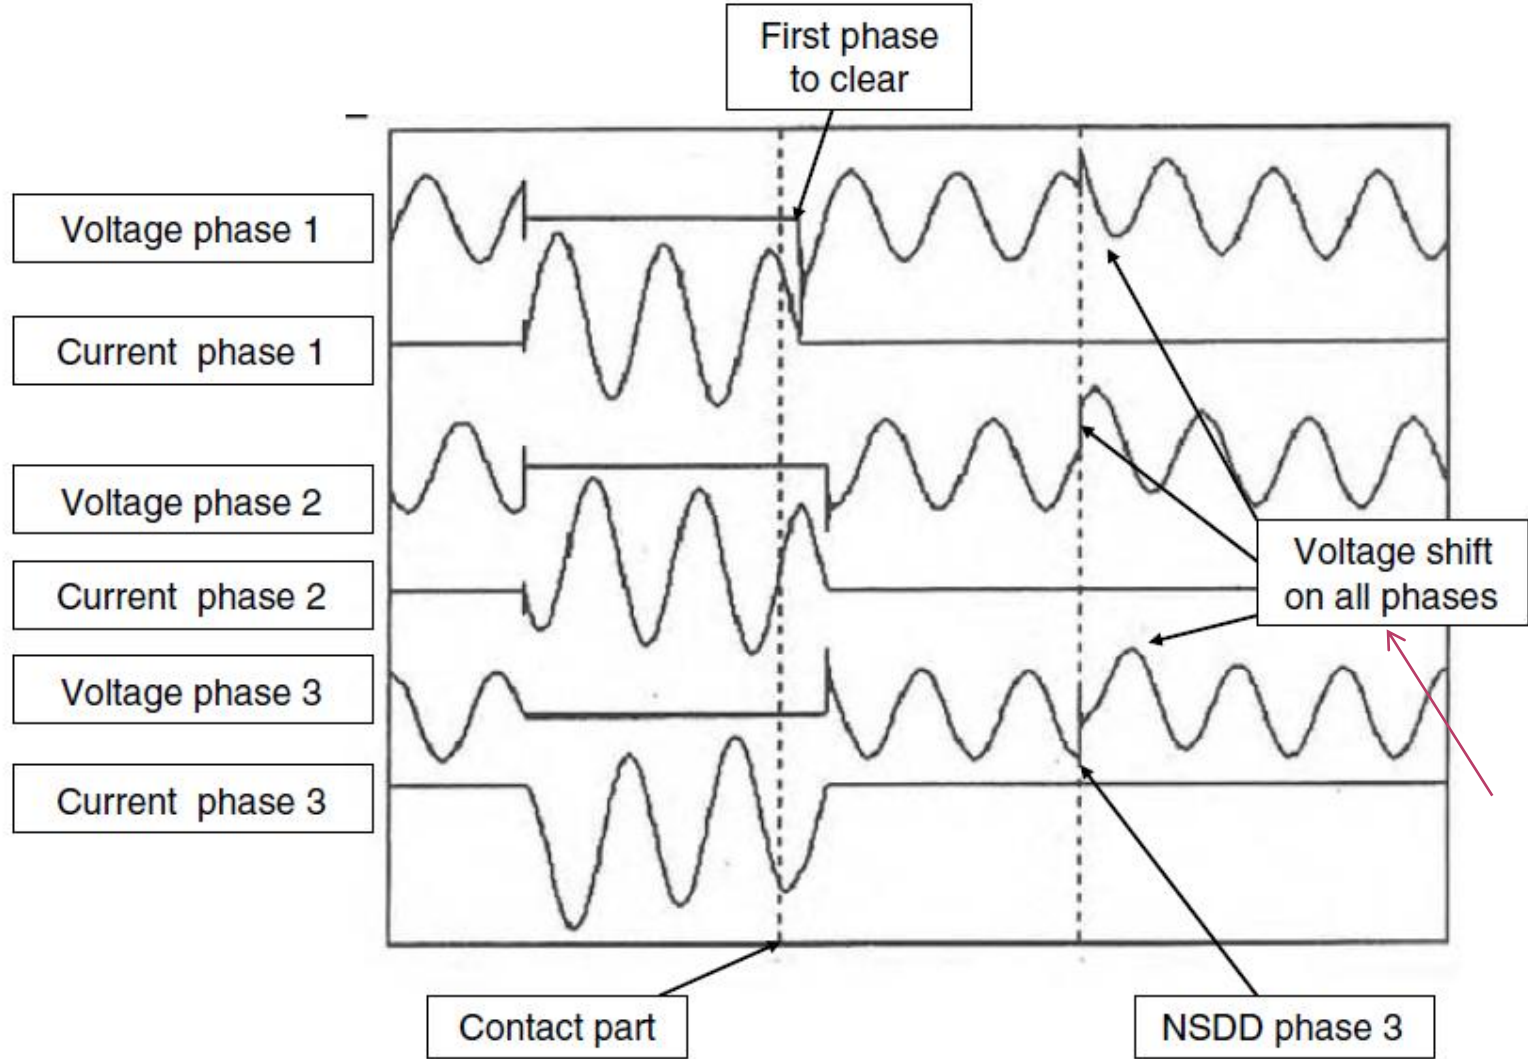 First phase
to clear
Voltage phase 1
Current  phase 1
Voltage phase 2
Current  phase 2
Voltage shift
on all phases
Voltage phase 3
Current  phase 3
Contact part
NSDD phase 3